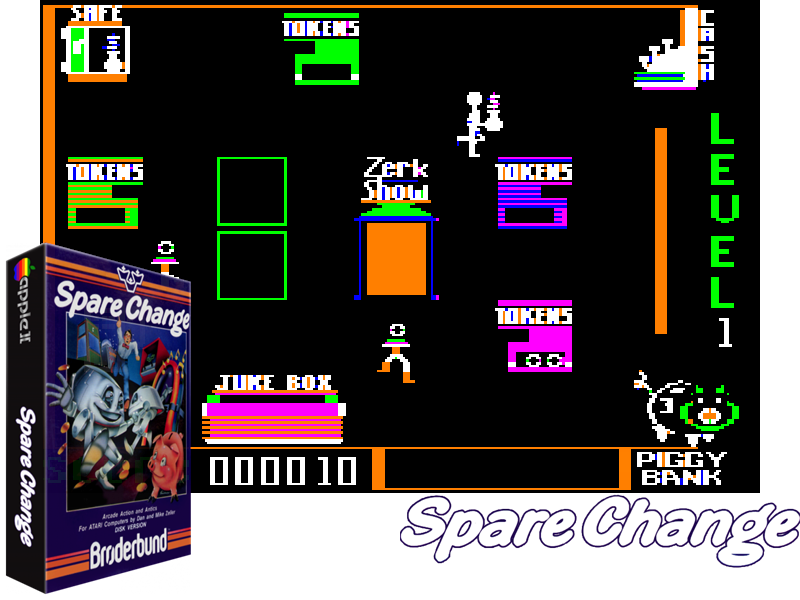 SAFE
TOKENS
CASH
TOKENS
Zerk
Show
TOKENS
LEVEL
1
TOKENS
JUKE BOX
000010
PIGGY
BANK
apple II
Spare Change
Spare Change
Arcade Action and Antics
For ATARI Computers by Dan and Mike Zeller
DISK VERSION
Brøderbund
Spare Change